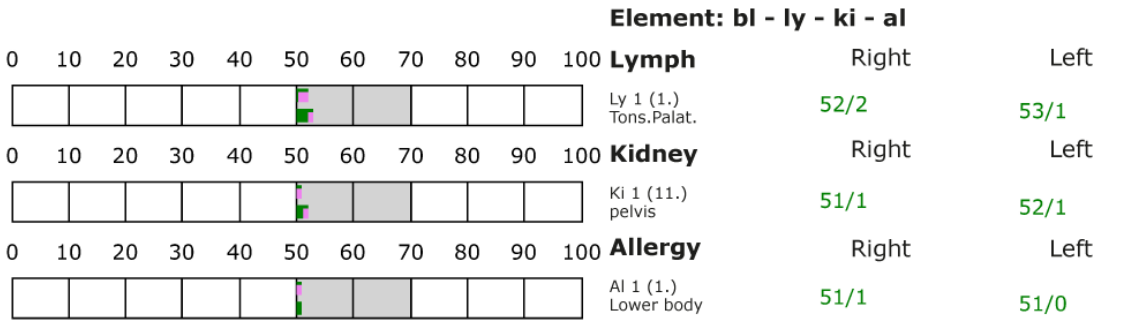 Element: bl - ly - ki - al
0 10 20 30 40 50 60 70 80 90 100 Lymph Right Left
Ly 1 (1.)
Tons.Palat.
52/2 53/1
0 10 20 30 40 50 60 70 80 90 100 Kidney Right Left
Ki 1 (11.)
pelvis
51/1 52/1
0 10 20 30 40 50 60 70 80 90 100 Allergy Right Left
Al 1 (1.)
Lower body
51/1 51/0